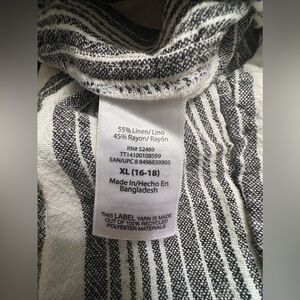 55% Linen/ Lino
45% Rayon/ Rayón
RN# 52469
TT14100108599
EAN/UPC 8 8496839905
XL (16-18)
Made In/Hecho En
Bangladesh
THIS LABEL YARN IS MADE
OUT OF 100% RECYCLED
POLYESTER MATERIALS